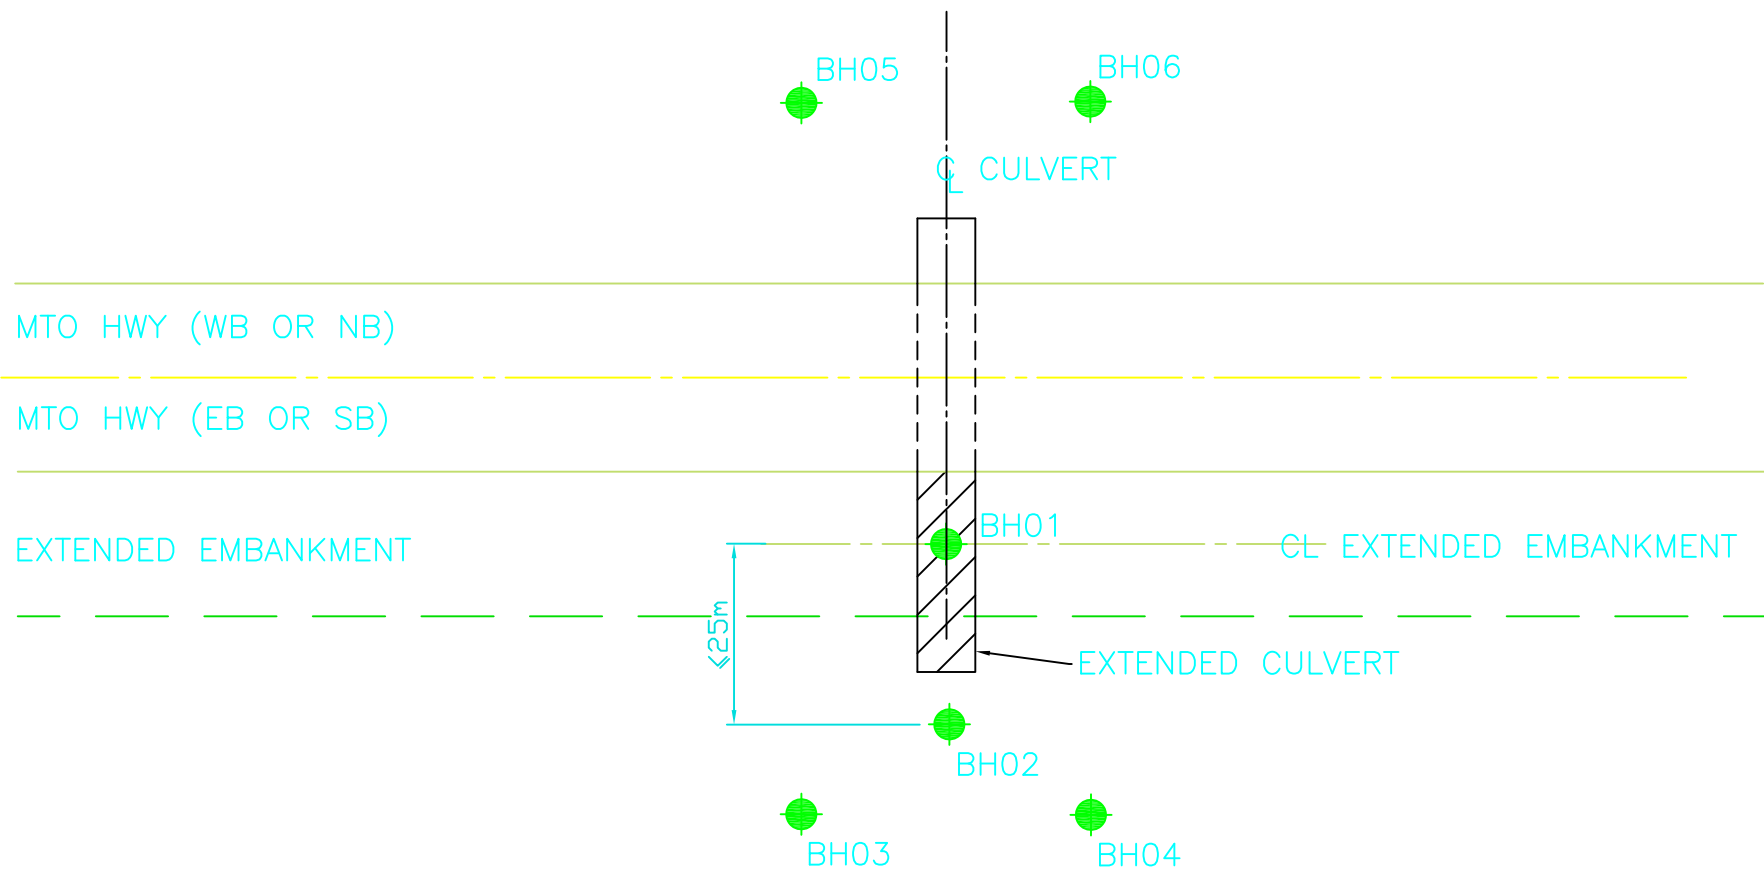 BH05
BH06
℄ CULVERT
MTO HWY (WB OR NB)
MTO HWY (EB OR SB)
BH01
EXTENDED EMBANKMENT
CL EXTENDED EMBANKMENT
⩽25m
EXTENDED CULVERT
BH02
BH03
BH04